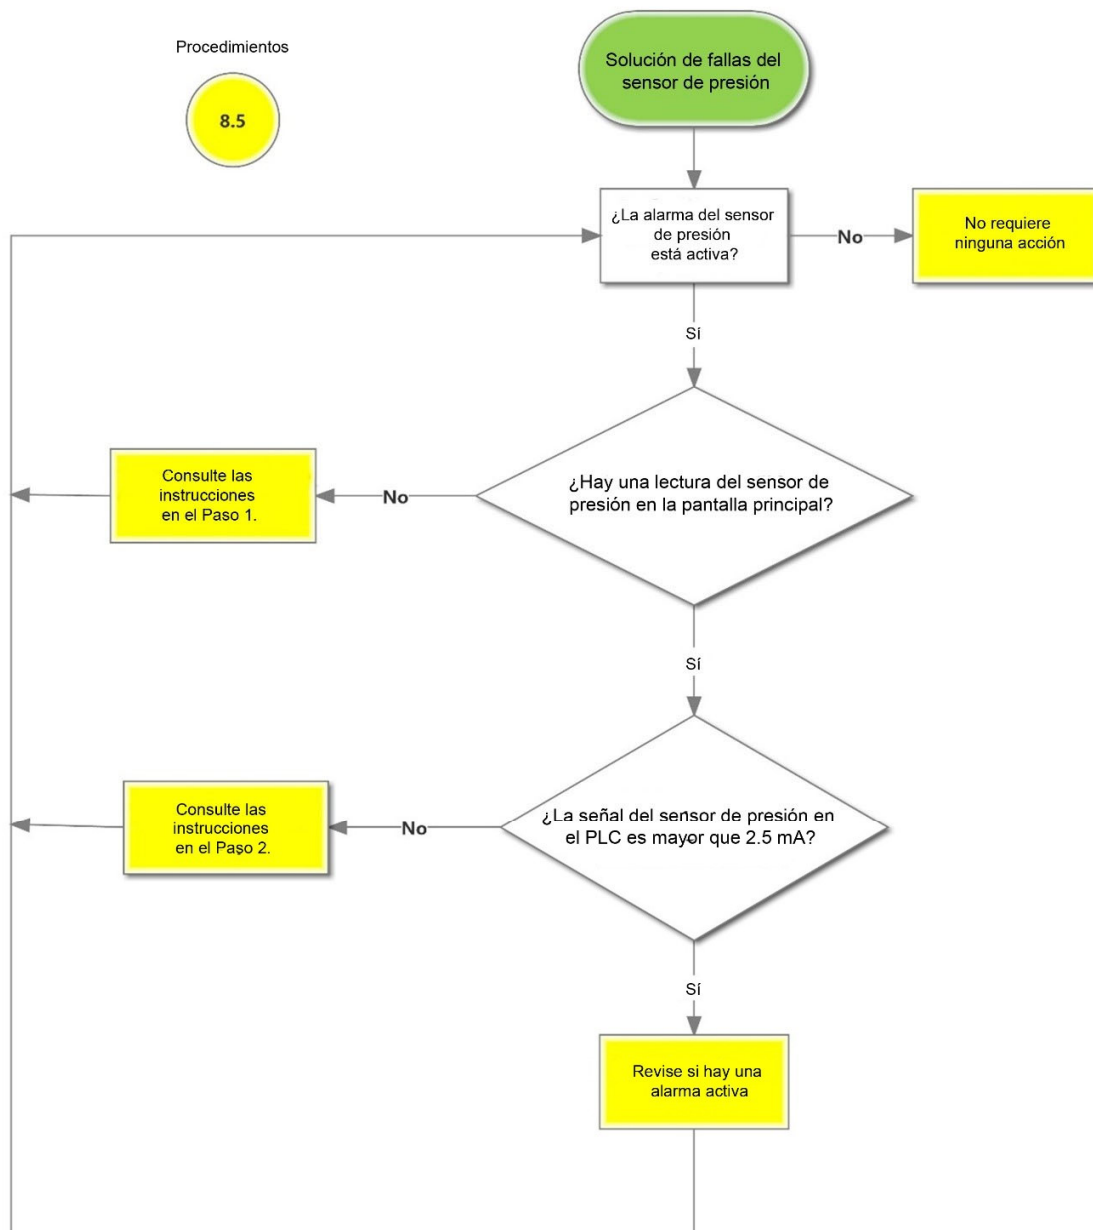 Procedimientos
8.5
Solución de fallas del
sensor de presión
¿La alarma del sensor
de presión
está activa?
No
No requiere
ninguna acción
Sí
¿Hay una lectura del sensor de
presión en la pantalla principal?
No
Consulte las
instrucciones
en el Paso 1.
Sí
¿La señal del sensor de presión en
el PLC es mayor que 2.5 mA?
No
Consulte las
instrucciones
en el Paso 2.
Sí
Revise si hay una
alarma activa